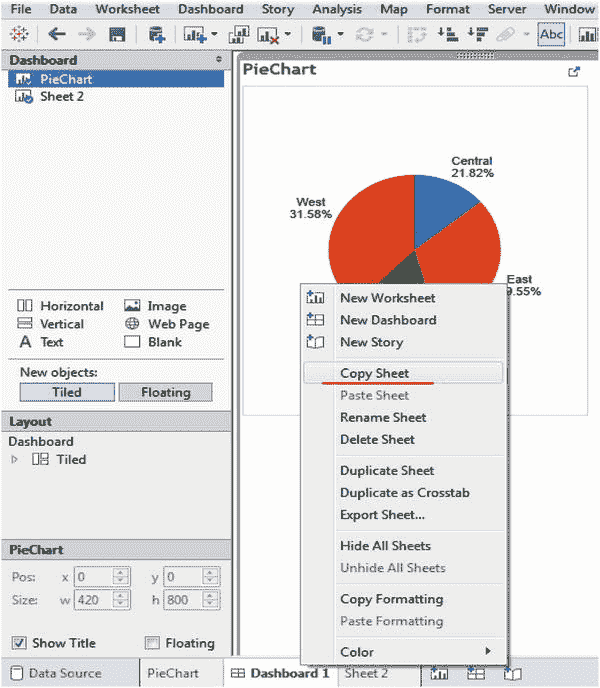 File Data Worksheet Dashboard Story Analysis Map Format Server Window
Abc
Dashboard
PieChart
Sheet 2
Horizontal Image
Vertical Web Page
A Text Blank
New objects:
Tiled Floating
Layout
Dashboard
Tiled
PieChart
Pos: x 0 y 0
Size: w 420 h 800
Show Title Floating
PieChart
Central
21.82%
West
31.58%
East
9.55%
New Worksheet
New Dashboard
New Story
Copy Sheet
Paste Sheet
Rename Sheet
Delete Sheet
Duplicate Sheet
Duplicate as Crosstab
Export Sheet...
Hide All Sheets
Unhide All Sheets
Copy Formatting
Paste Formatting
Color
Data Source PieChart Dashboard 1 Sheet 2